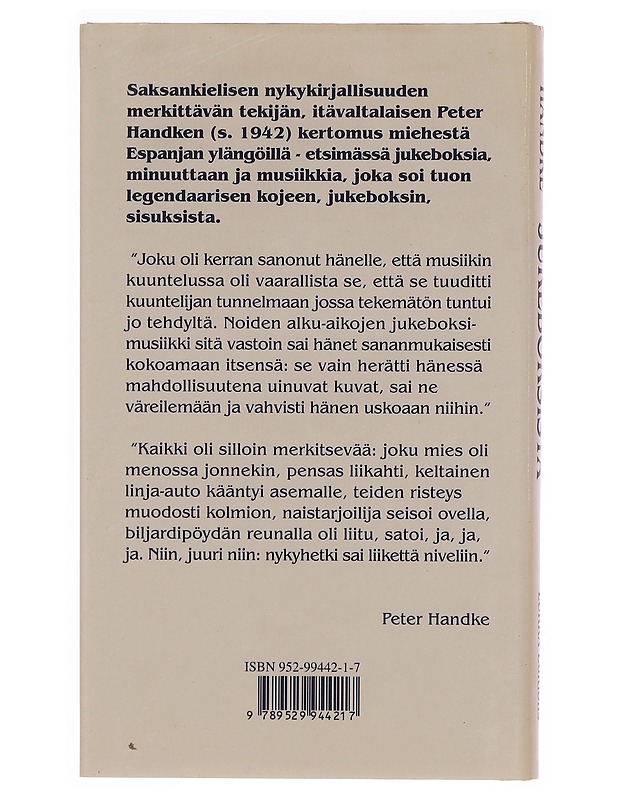 Saksankielisen nykykirjallisuuden
merkittävän tekijän, itävaltalaisen Peter
Handken (s. 1942) kertomus miehestä
Espanjan ylängöillä - etsimässä jukeboksia,
minuuttaan ja musiikkia, joka soi tuon
legendaarisen kojeen, jukeboksin,
sisuksista.
"Joku oli kerran sanonut hänelle, että musiikin
kuuntelussa oli vaarallista se, että se tuuditti
kuuntelijan tunnelmaan jossa tekemätön tuntui
jo tehdyltä. Noiden alku-aikojen jukeboksi-
musiikki sitä vastoin sai hänet sananmukaisesti
kokoamaan itsensä: se vain herätti hänessä
mahdollisuutena uinuvat kuvat, sai ne
väreilemään ja vahvisti hänen uskoaan niihin."
"Kaikki oli silloin merkitsevää: joku mies oli
menossa jonnekin, pensas liikahti, keltainen
linja-auto kääntyi asemalle, teiden risteys
muodosti kolmion, naistarjoilija seisoi ovella,
biljardipöydän reunalla oli liitu, satoi, ja, ja,
ja. Niin, juuri niin: nykyhetki sai liikettä niveliin."
Peter Handke
ISBN 952-99442-1-7
9 789529 944217
HANDKE JUKEBOKSISTA